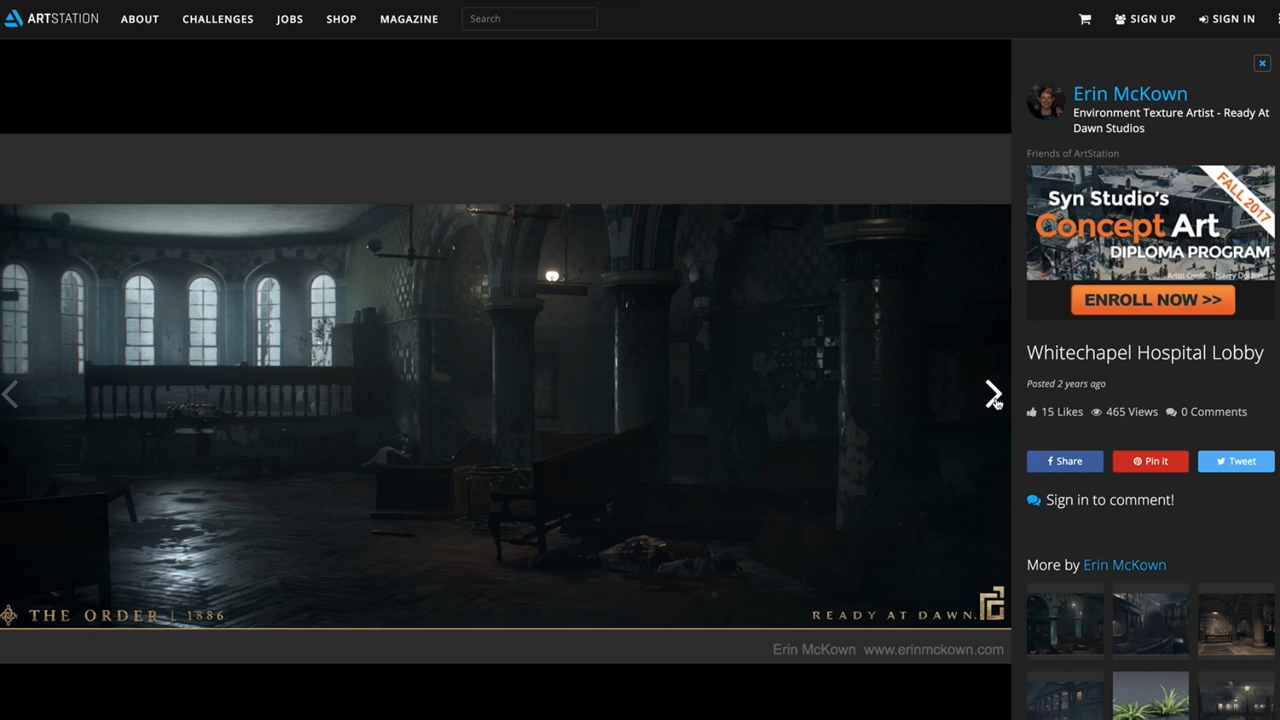 ARTSTATION ABOUT CHALLENGES JOBS SHOP MAGAZINE Search SIGN UP SIGN IN
Erin McKown
Environment Texture Artist - Ready At
Dawn Studios
Friends of ArtStation
FALL 2017
Syn Studio's
Concept Art
DIPLOMA PROGRAM
ENROLL NOW >>
Whitechapel Hospital Lobby
Posted 2 years ago
15 Likes 465 Views 0 Comments
Share Pin it Tweet
Sign in to comment!
More by Erin McKown
THE ORDER | 1886
READY AT DAWN.
Erin McKown www.erinmckown.com